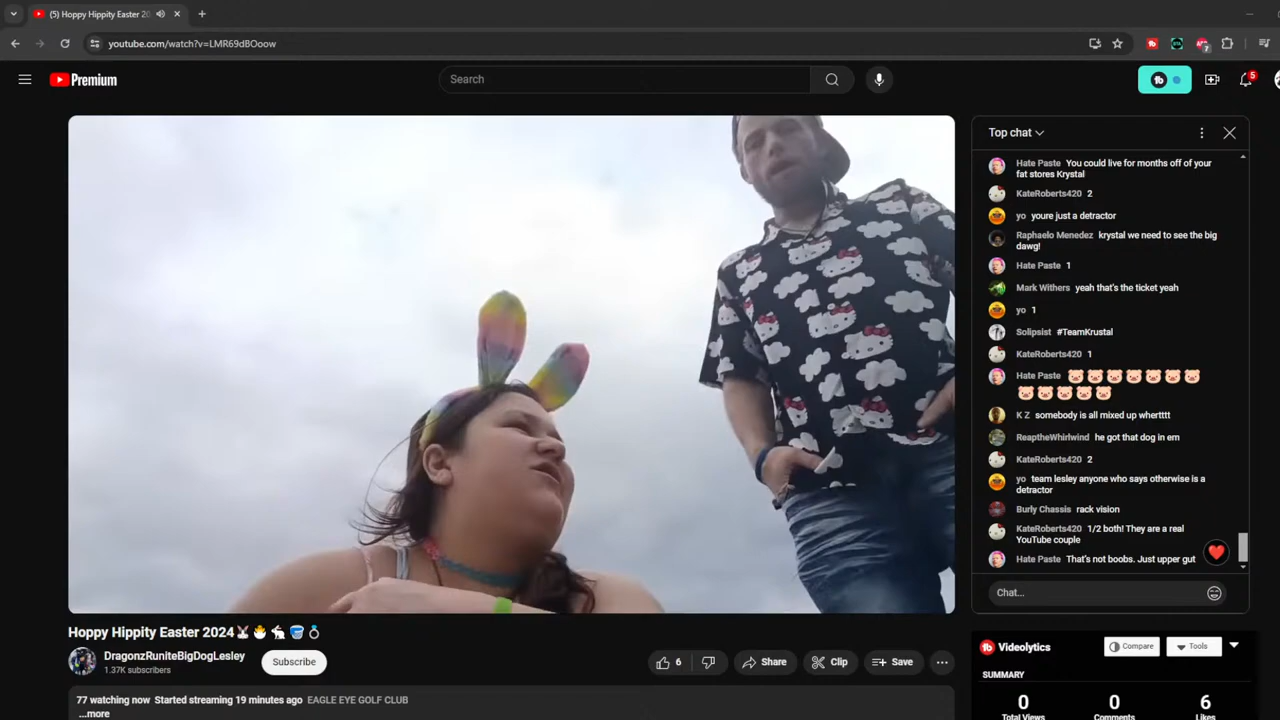 (5) Hoppy Hippity Easter 20
youtube.com/watch?v=LMR69dBOoow
7
Premium
Search
5
Top chat
Hate Paste You could live for months off of your
fat stores Krystal
KateRoberts420 2
yo youre just a detractor
Raphaelo Menedez krystal we need to see the big
dawg!
Hate Paste 1
Mark Withers yeah that's the ticket yeah
yo 1
Solipsist #TeamKrustal
KateRoberts420 1
Hate Paste 🐷🐷🐷🐷🐷🐷🐷
🐷🐷🐷🐷🐷
K Z somebody is all mixed up whertttt
ReaptheWhirlwind he got that dog in em
KateRoberts420 2
yo team lesley anyone who says otherwise is a
detractor
Burly Chassis rack vision
KateRoberts420 1/2 both! They are a real
YouTube couple
Hate Paste That's not boobs. Just upper gut
Chat...
Hoppy Hippity Easter 2024🐰🐣🐇🪣💍
DragonzRuniteBigDogLesley
1.37K subscribers
Subscribe
6
Share
Clip
Save
77 watching now Started streaming 19 minutes ago EAGLE EYE GOLF CLUB
...more
Videolytics
Compare
Tools
SUMMARY
0
0
6
Total Views
Comments
Likes